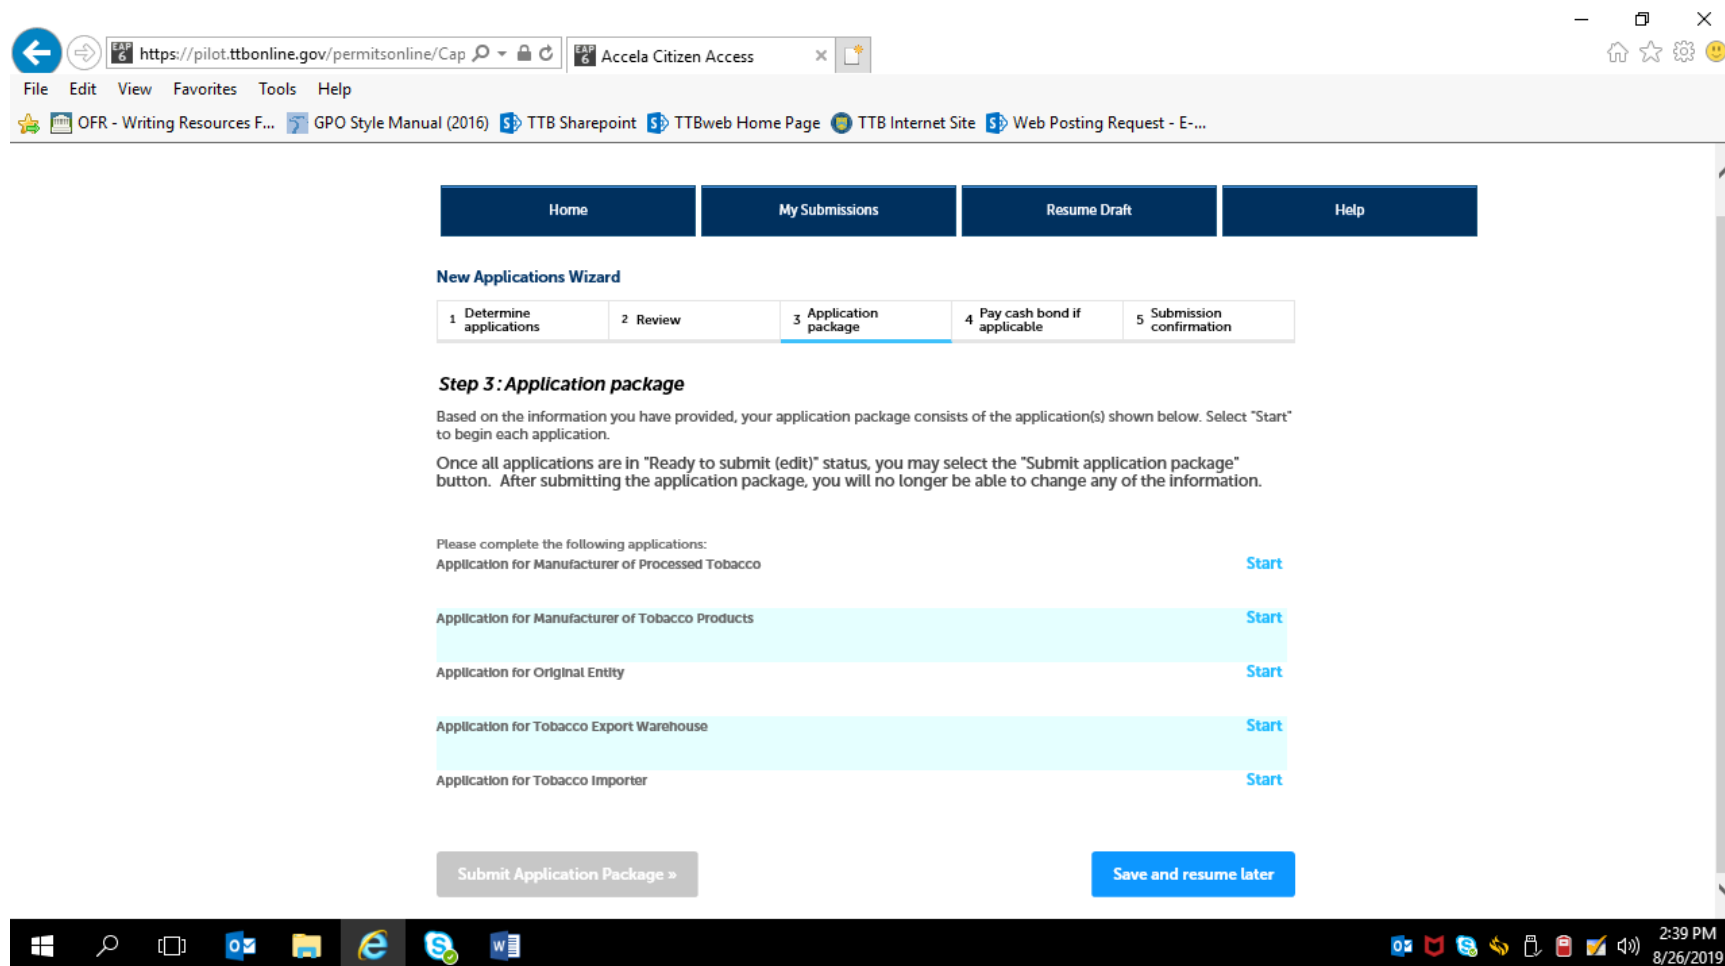 https://pilot.ttbonline.gov/permitsonline/Cap
EAP 6 Accela Citizen Access
File Edit View Favorites Tools Help
OFR - Writing Resources F... GPO Style Manual (2016) TTB Sharepoint TTBweb Home Page TTB Internet Site Web Posting Request - E-...
Home My Submissions Resume Draft Help
New Applications Wizard
1 Determine applications 2 Review 3 Application package 4 Pay cash bond if applicable 5 Submission confirmation
Step 3: Application package
Based on the information you have provided, your application package consists of the application(s) shown below. Select "Start"
to begin each application.
Once all applications are in "Ready to submit (edit)" status, you may select the "Submit application package"
button. After submitting the application package, you will no longer be able to change any of the information.
Please complete the following applications:
Application for Manufacturer of Processed Tobacco Start
Application for Manufacturer of Tobacco Products Start
Application for Original Entity Start
Application for Tobacco Export Warehouse Start
Application for Tobacco Importer Start
Submit Application Package » Save and resume later
2:39 PM
8/26/2019